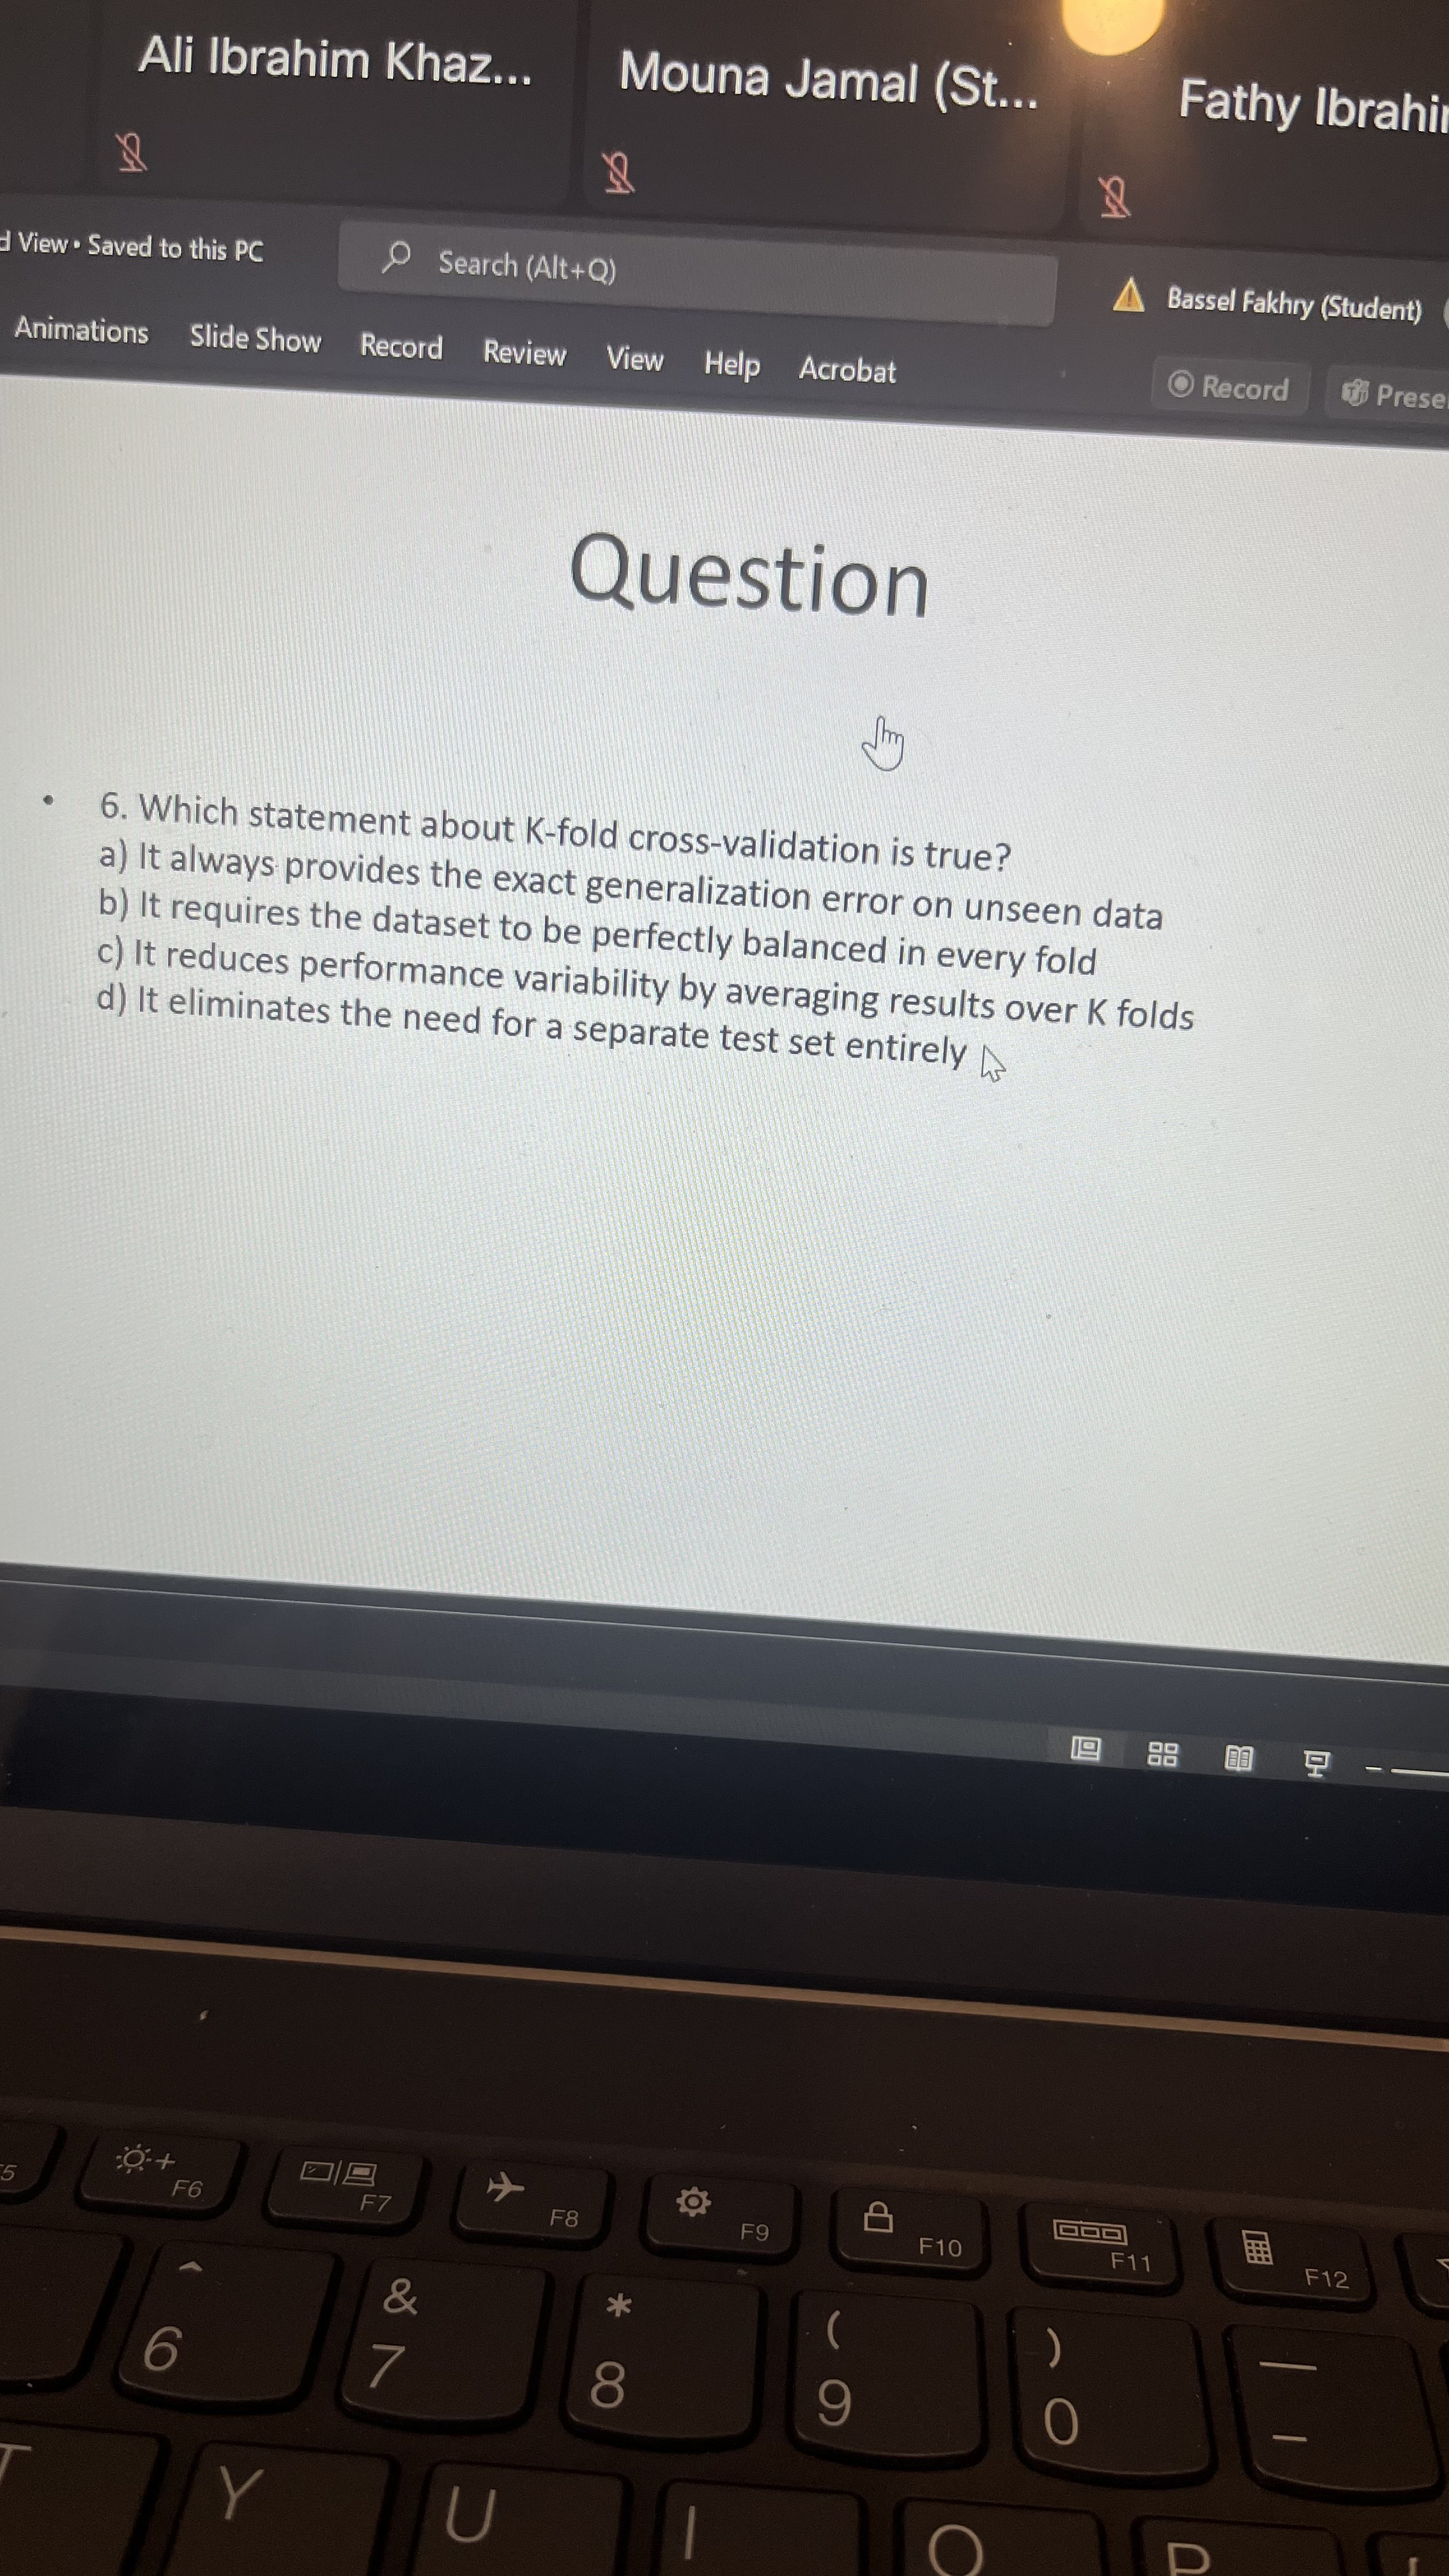 Ali Ibrahim Khaz...
Mouna Jamal (St...
Fathy Ibrahi
d View • Saved to this PC
Search (Alt+Q)
Bassel Fakhry (Student)
Animations Slide Show Record Review View Help Acrobat
Record
Prese
Question
• 6. Which statement about K-fold cross-validation is true?
a) It always provides the exact generalization error on unseen data
b) It requires the dataset to be perfectly balanced in every fold
c) It reduces performance variability by averaging results over K folds
d) It eliminates the need for a separate test set entirely
F6 F7 F8 F9 F10 F11 F12
^ & * ( ) —
6 7 8 9 0 -
T Y U I O P